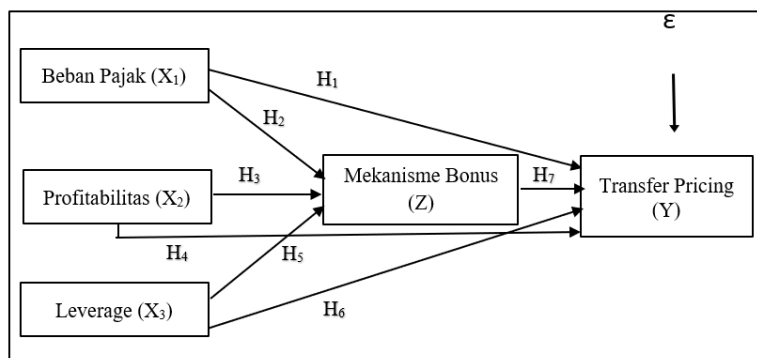 ε
Beban Pajak (X₁)
H₁
H₂
Profitabilitas (X₂)
H₃
Mekanisme Bonus
(Z)
H₇
Transfer Pricing
(Y)
H₄
H₅
Leverage (X₃)
H₆